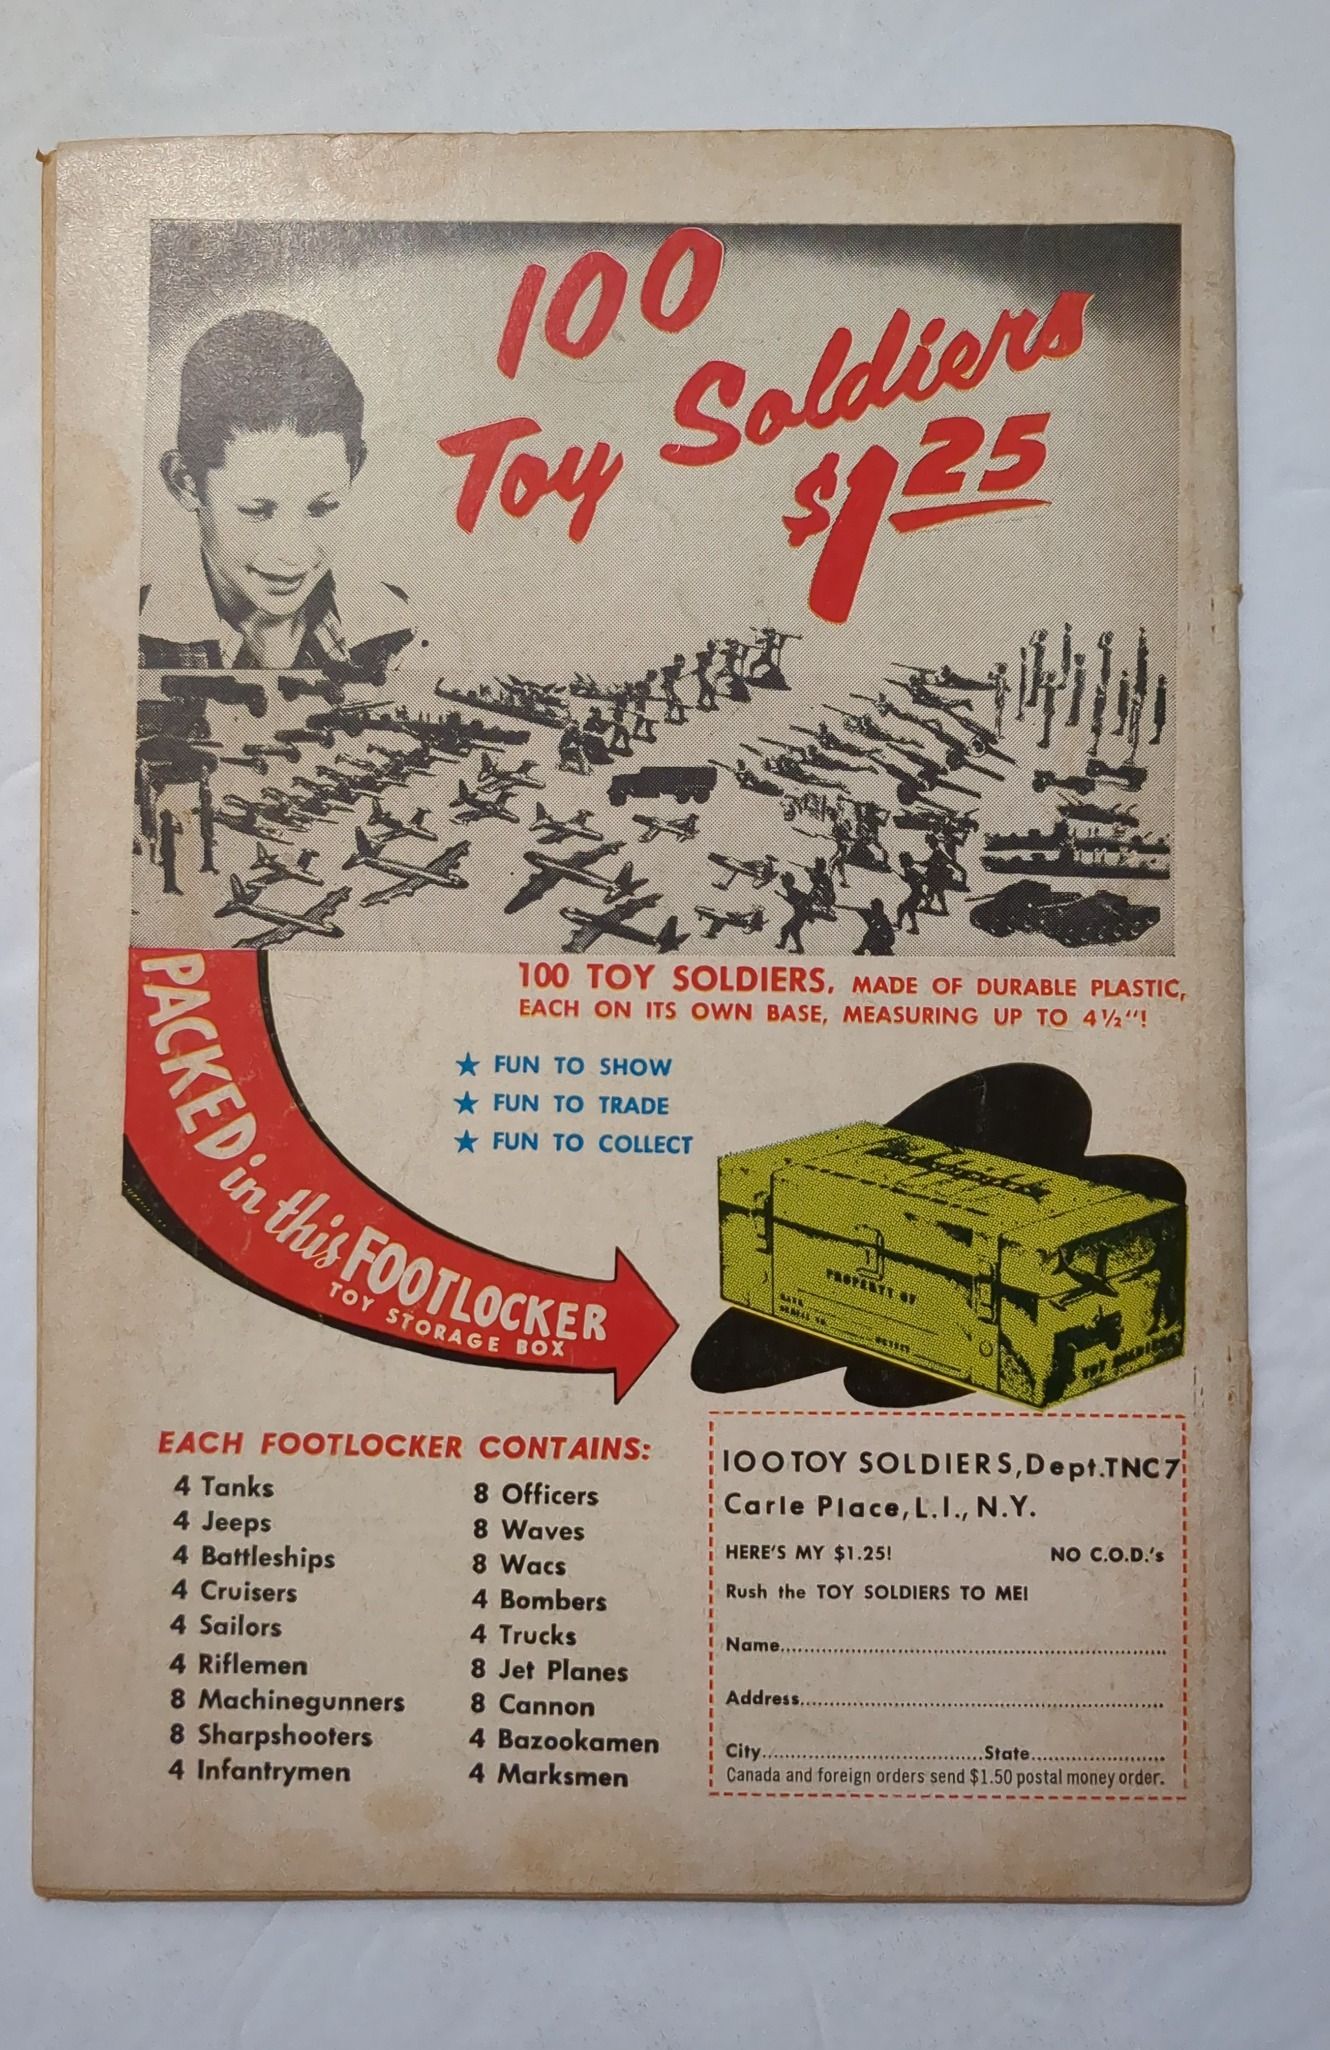 100
Toy Soldiers
$1.25
100 TOY SOLDIERS, MADE OF DURABLE PLASTIC,
EACH ON ITS OWN BASE, MEASURING UP TO 4½"!
★ FUN TO SHOW
★ FUN TO TRADE
★ FUN TO COLLECT
PACKED in this FOOTLOCKER
TOY STORAGE BOX
PROPERTY OF
EACH FOOTLOCKER CONTAINS:
4 Tanks
4 Jeeps
4 Battleships
4 Cruisers
4 Sailors
4 Riflemen
8 Machinegunners
8 Sharpshooters
4 Infantrymen
8 Officers
8 Waves
8 Wacs
4 Bombers
4 Trucks
8 Jet Planes
8 Cannon
4 Bazookamen
4 Marksmen
100 TOY SOLDIERS, Dept. TNC7
Carle Place, L.I., N.Y.
HERE'S MY $1.25! NO C.O.D.'s
Rush the TOY SOLDIERS TO ME!
Name
Address
City State
Canada and foreign orders send $1.50 postal money order.